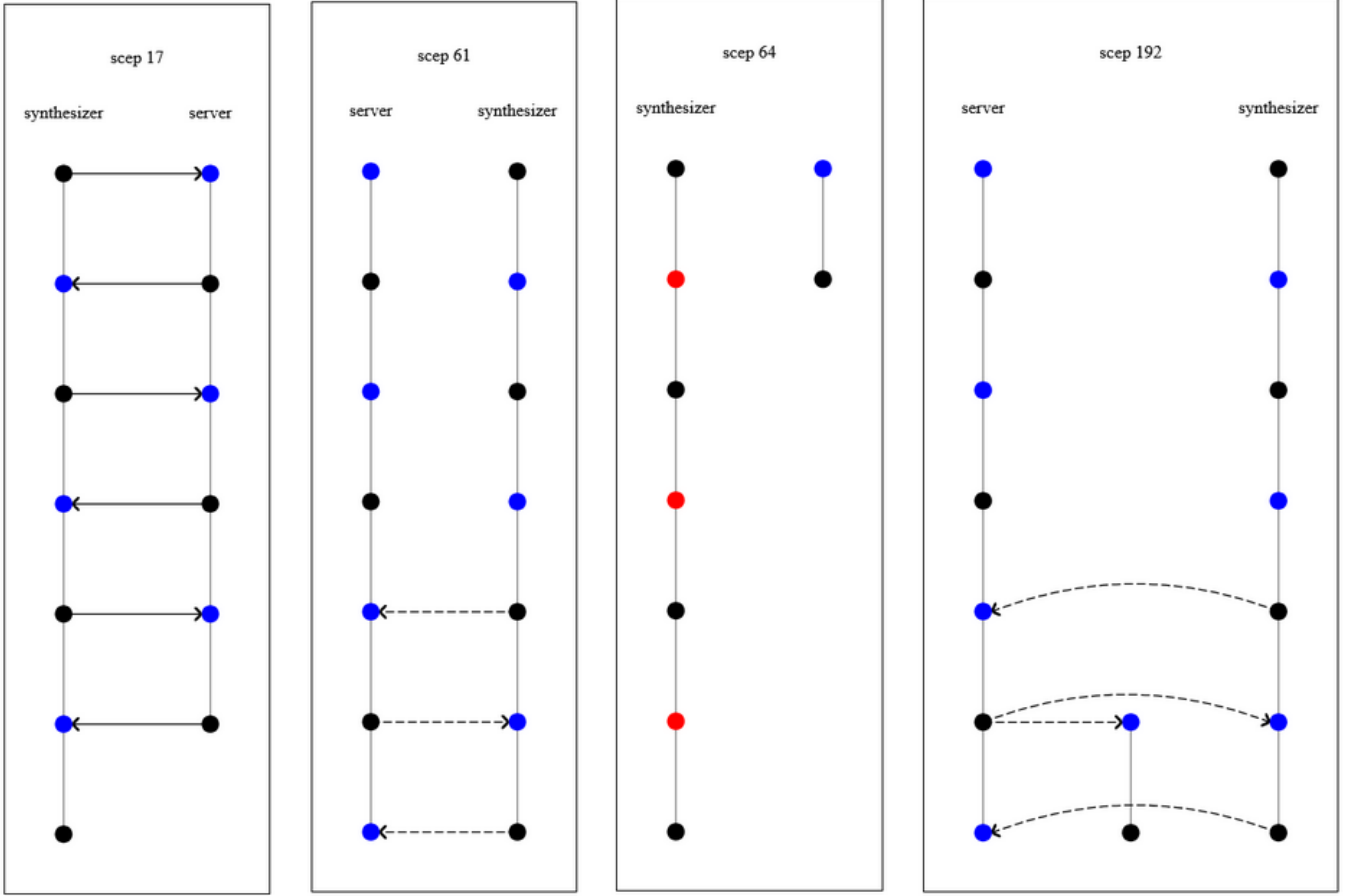 scep 17
synthesizer server
scep 61
server synthesizer
scep 64
synthesizer
scep 192
server synthesizer